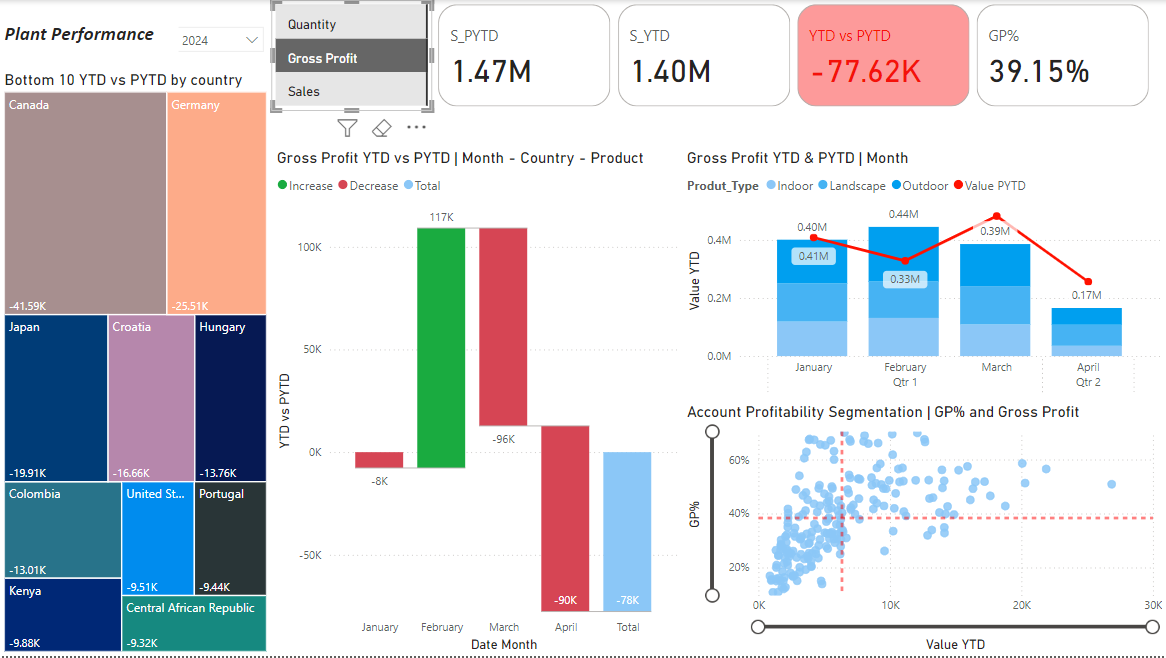 Plant Performance
2024
Quantity
Gross Profit
Sales
S_PYTD
1.47M
S_YTD
1.40M
YTD vs PYTD
-77.62K
GP%
39.15%
Bottom 10 YTD vs PYTD by country
Canada
-41.59K
Germany
-25.51K
Japan
-19.91K
Croatia
-16.66K
Hungary
-13.76K
Colombia
-13.01K
United St...
-9.51K
Portugal
-9.44K
Kenya
-9.88K
Central African Republic
-9.32K
Gross Profit YTD vs PYTD | Month - Country - Product
Increase Decrease Total
YTD vs PYTD
100K
50K
0K
-50K
-8K
117K
-96K
-90K
-78K
January February March April Total
Date Month
Gross Profit YTD & PYTD | Month
Produt_Type Indoor Landscape Outdoor Value PYTD
Value YTD
0.4M
0.2M
0.0M
0.40M
0.41M
0.44M
0.33M
0.39M
0.17M
January February March April
Qtr 1 Qtr 2
Account Profitability Segmentation | GP% and Gross Profit
GP%
60%
40%
20%
0K 10K 20K 30K
Value YTD